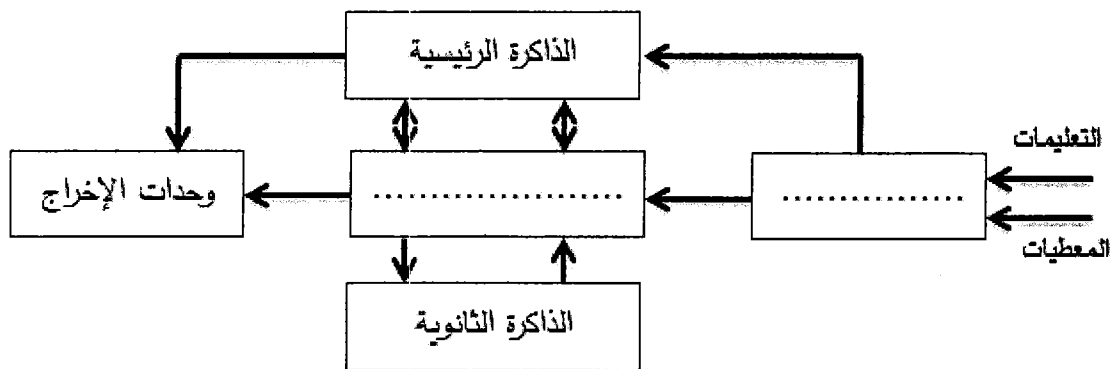 الذاكرة الرئيسية
التعليمات
................
.......................
وحدات الإخراج
المعطيات
الذاكرة الثانوية